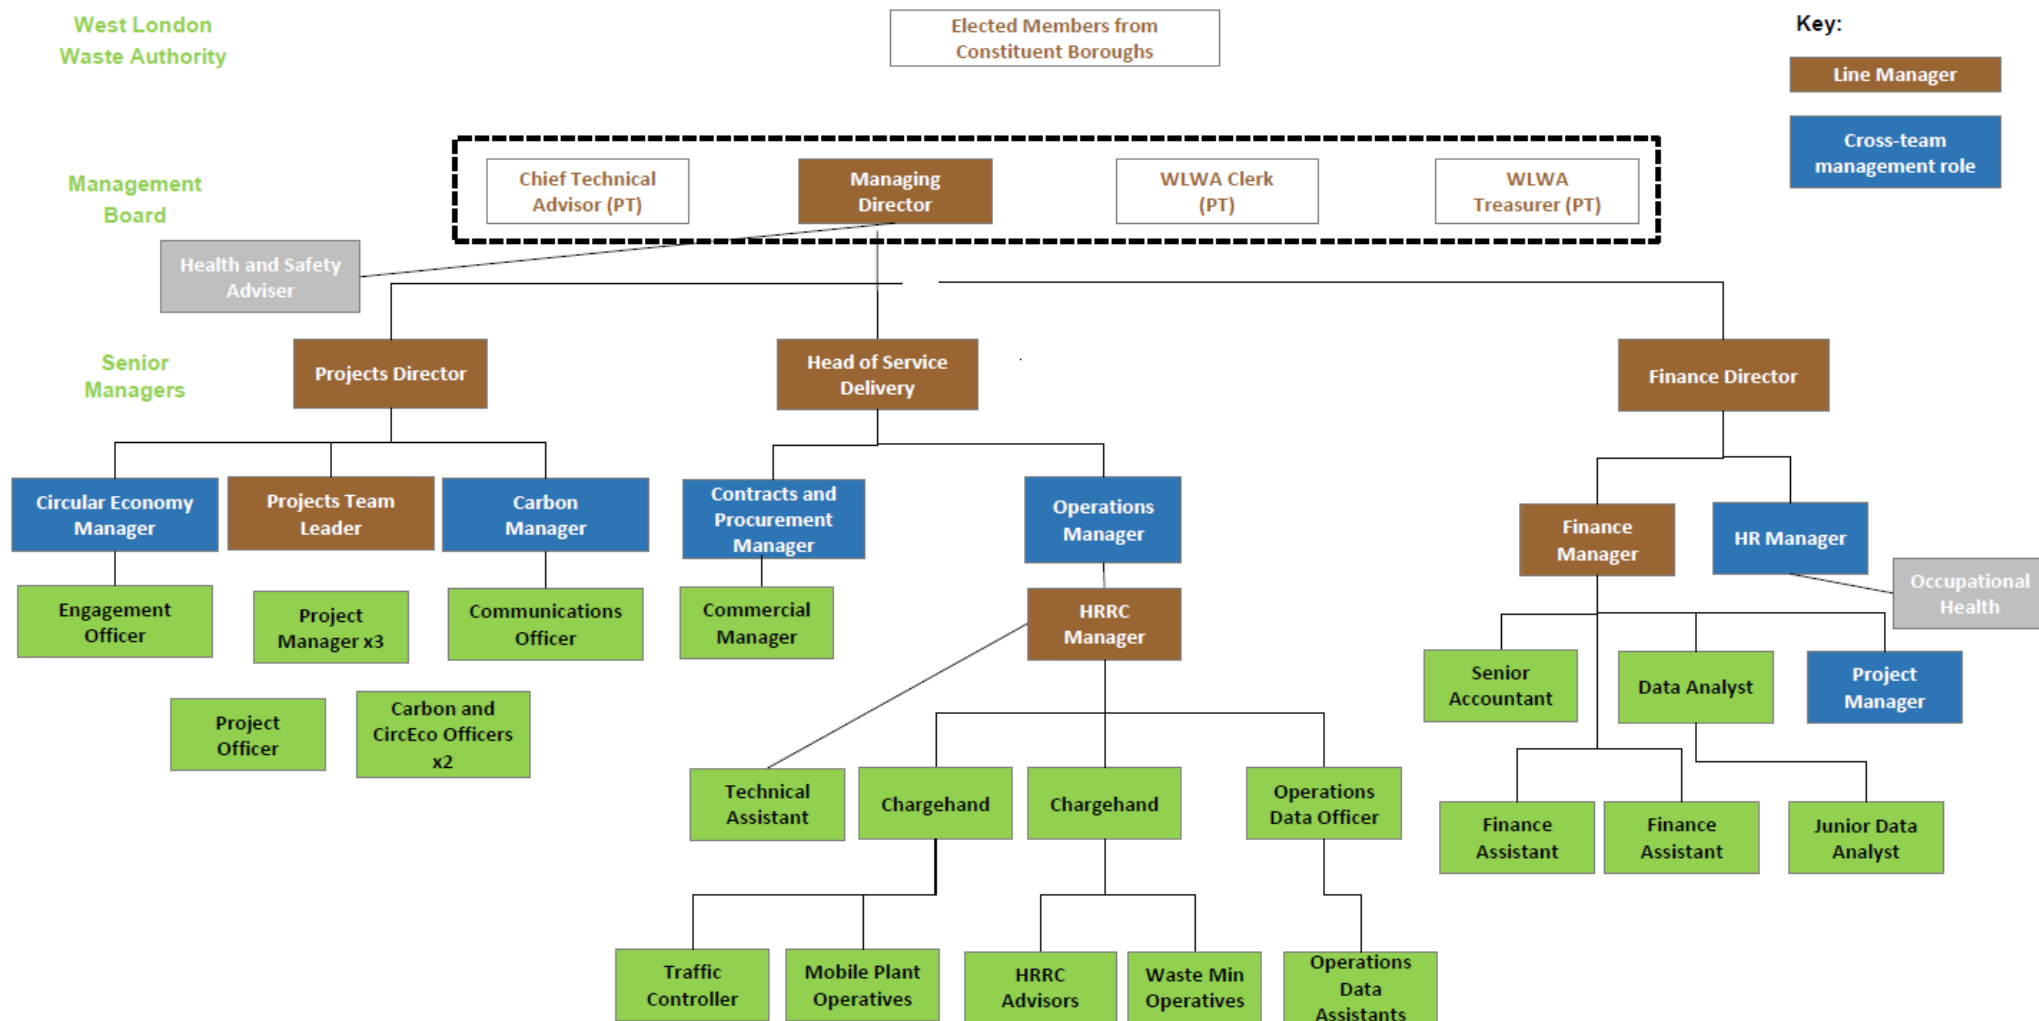 West London
Waste Authority
Elected Members from
Constituent Boroughs
Key:
Line Manager
Cross-team
management role
Management
Board
Chief Technical
Advisor (PT)
Managing
Director
WLWA Clerk
(PT)
WLWA
Treasurer (PT)
Health and Safety
Adviser
Senior
Managers
Projects Director
Head of Service
Delivery
Finance Director
Circular Economy
Manager
Projects Team
Leader
Carbon
Manager
Contracts and
Procurement
Manager
Operations
Manager
Finance
Manager
HR Manager
Occupational
Health
Engagement
Officer
Project
Manager x3
Communications
Officer
Commercial
Manager
HRRC
Manager
Senior
Accountant
Data Analyst
Project
Manager
Project
Officer
Carbon and
CircEco Officers
x2
Technical
Assistant
Chargehand
Chargehand
Operations
Data Officer
Finance
Assistant
Finance
Assistant
Junior Data
Analyst
Traffic
Controller
Mobile Plant
Operatives
HRRC
Advisors
Waste Min
Operatives
Operations
Data
Assistants